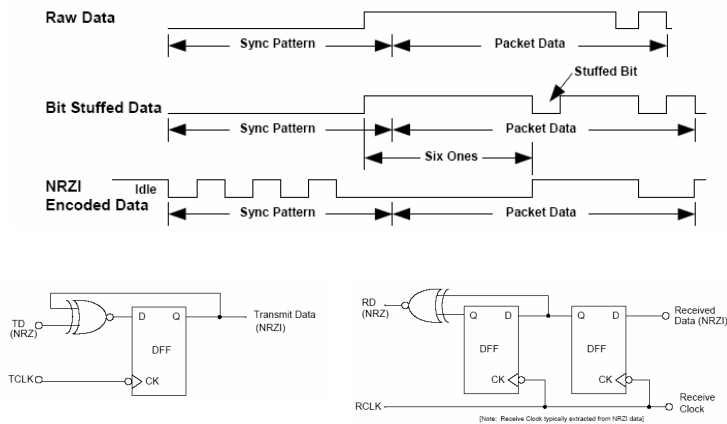 Raw Data
Sync Pattern
Packet Data
Stuffed Bit
Bit Stuffed Data
Sync Pattern
Packet Data
Six Ones
NRZI
Encoded Data
Idle
Sync Pattern
Packet Data
TD
(NRZ)
D
Q
DFF
CK
TCLK
Transmit Data
(NRZI)
RD
(NRZ)
Q
D
DFF
CK
Q
D
DFF
CK
Received
Data (NRZI)
RCLK
Receive
Clock
[Note: Receive Clock typically extracted from NRZI data]